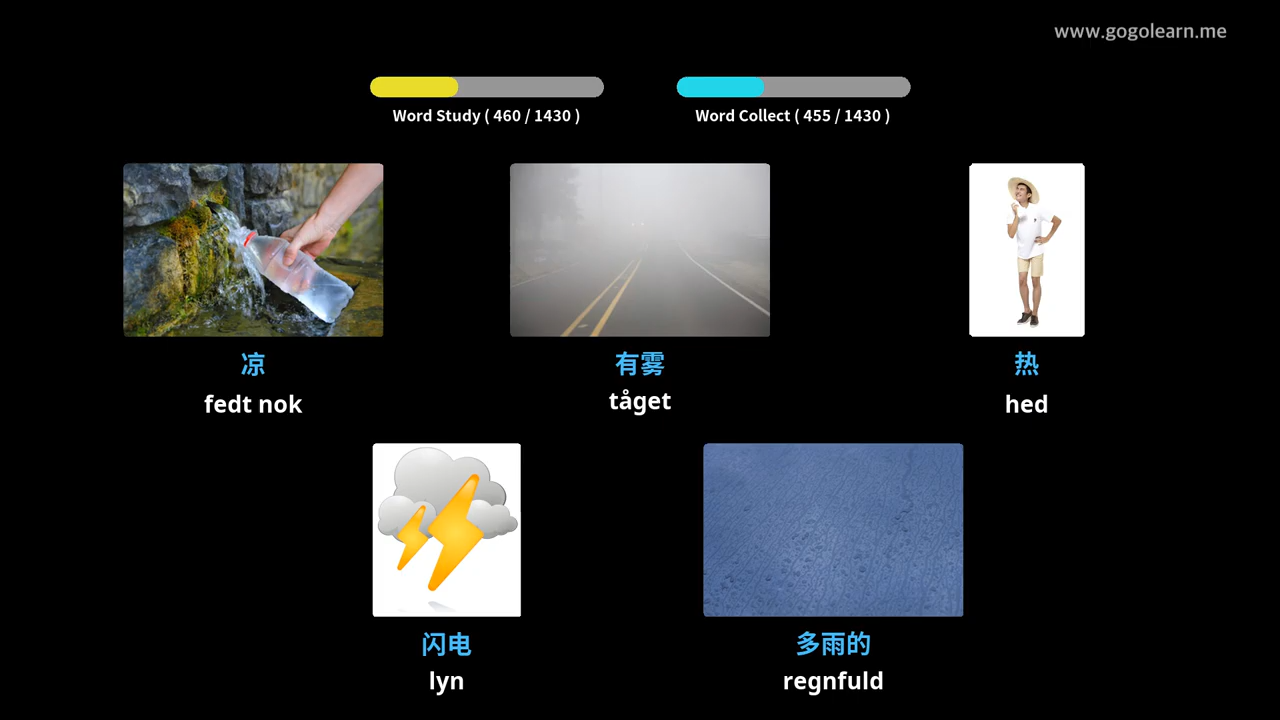 www.gogolearn.me
Word Study ( 460 / 1430 )
Word Collect ( 455 / 1430 )
凉
有雾
热
fedt nok
tåget
hed
闪电
多雨的
lyn
regnfuld